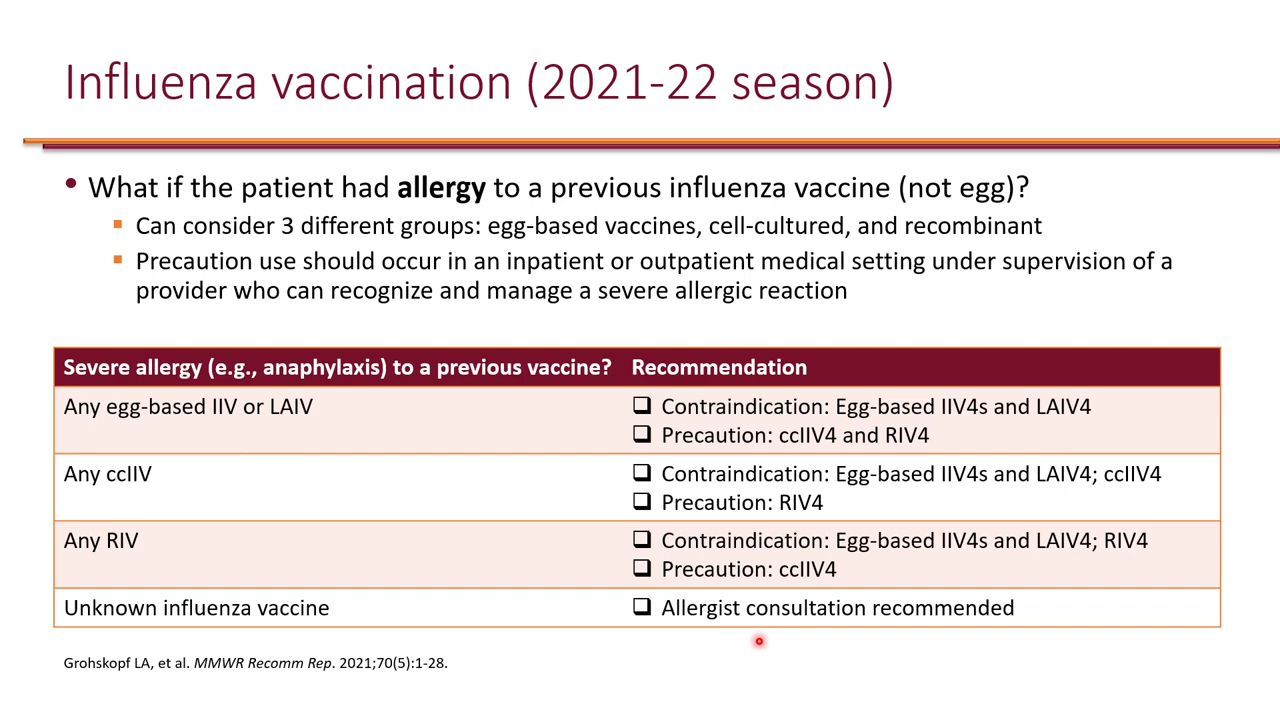 Influenza vaccination (2021-22 season)
• What if the patient had allergy to a previous influenza vaccine (not egg)?
▪ Can consider 3 different groups: egg-based vaccines, cell-cultured, and recombinant
▪ Precaution use should occur in an inpatient or outpatient medical setting under supervision of a
provider who can recognize and manage a severe allergic reaction
Severe allergy (e.g., anaphylaxis) to a previous vaccine? Recommendation
Any egg-based IIV or LAIV
❑ Contraindication: Egg-based IIV4s and LAIV4
❑ Precaution: ccIIV4 and RIV4
Any ccIIV
❑ Contraindication: Egg-based IIV4s and LAIV4; ccIIV4
❑ Precaution: RIV4
Any RIV
❑ Contraindication: Egg-based IIV4s and LAIV4; RIV4
❑ Precaution: ccIIV4
Unknown influenza vaccine
❑ Allergist consultation recommended
Grohskopf LA, et al. MMWR Recomm Rep. 2021;70(5):1-28.